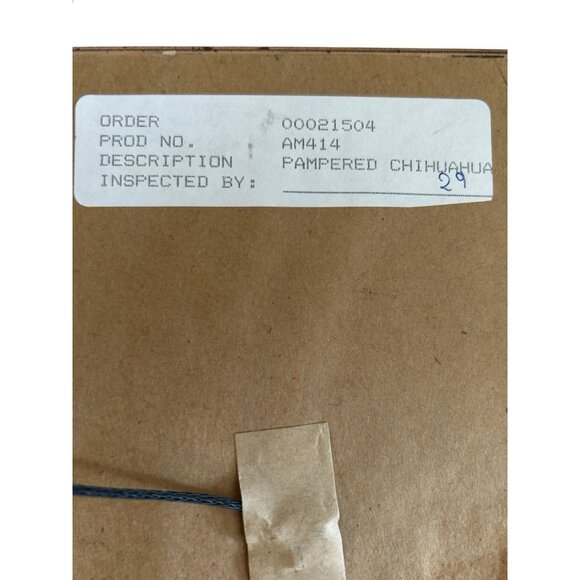 ORDER 00021504
PROD NO. AM414
DESCRIPTION PAMPERED CHIHUAHUA
INSPECTED BY: 29